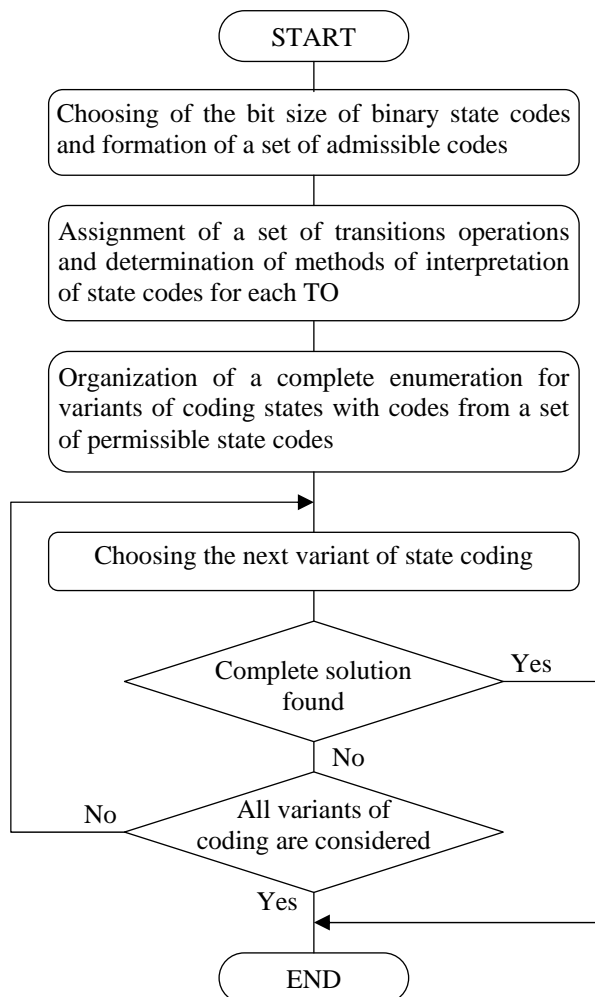 START
Choosing of the bit size of binary state codes
and formation of a set of admissible codes
Assignment of a set of transitions operations
and determination of methods of interpretation
of state codes for each TO
Organization of a complete enumeration for
variants of coding states with codes from a set
of permissible state codes
Choosing the next variant of state coding
Complete solution
found
Yes
No
All variants of
coding are considered
No
Yes
END